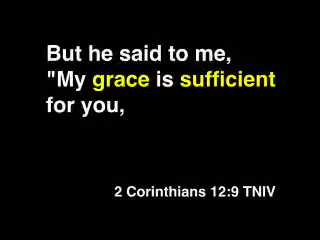 But he said to me,
"My grace is sufficient
for you,
2 Corinthians 12:9 TNIV